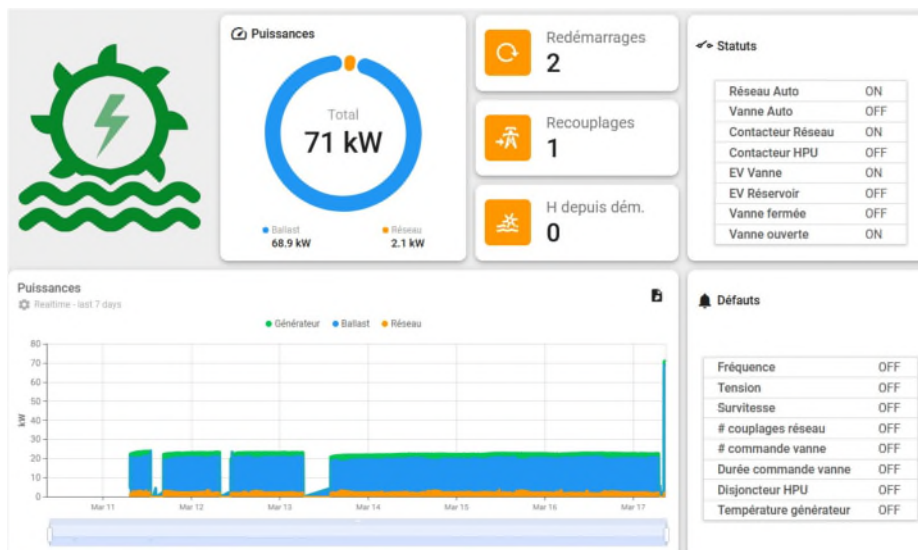 Puissances
Total
71 kW
Ballast
68.9 kW
Réseau
2.1 kW
Redémarrages
2
Recouplages
1
H depuis dém.
0
Statuts
Réseau Auto ON
Vanne Auto OFF
Contacteur Réseau ON
Contacteur HPU OFF
EV Vanne ON
EV Réservoir OFF
Vanne fermée OFF
Vanne ouverte ON
Puissances
Realtime - last 7 days
Générateur Ballast Réseau
kW
80
70
60
50
40
30
20
10
0
Mar 11 Mar 12 Mar 13 Mar 14 Mar 15 Mar 16 Mar 17
Défauts
Fréquence OFF
Tension OFF
Survitesse OFF
# couplages réseau OFF
# commande vanne OFF
Durée commande vanne OFF
Disjoncteur HPU OFF
Température générateur OFF